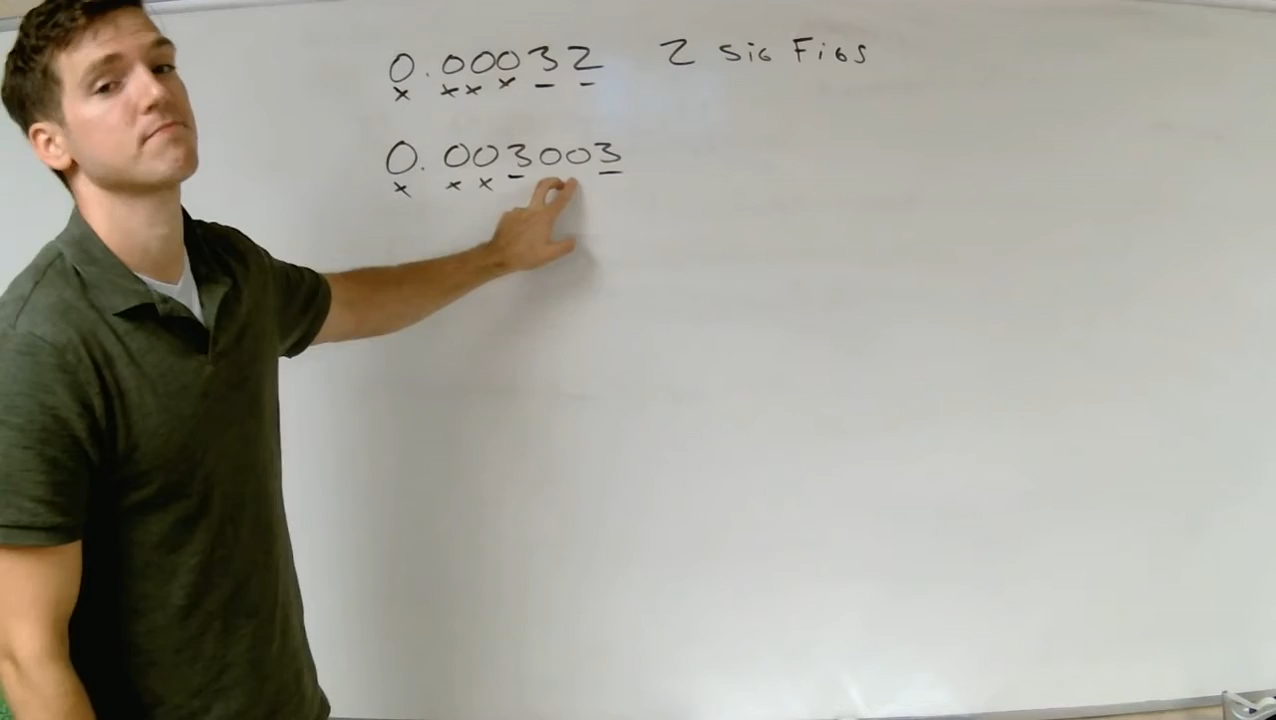 0.00032 2 SIG FIGS
x x x x - -
0.003003
x x x - -